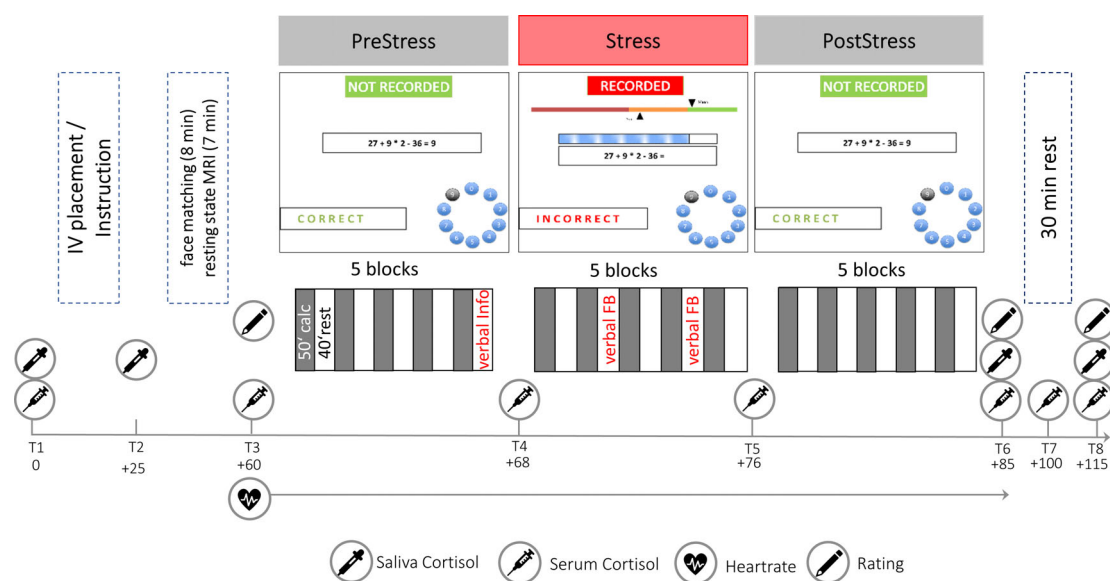 PreStress
Stress
PostStress
IV placement /
Instruction
face matching (8 min)
resting state MRI (7 min)
NOT RECORDED
27 + 9 * 2 - 36 = 9
CORRECT
RECORDED
27 + 9 * 2 - 36 =
INCORRECT
NOT RECORDED
27 + 9 * 2 - 36 = 9
CORRECT
30 min rest
5 blocks
5 blocks
5 blocks
50' calc
40'rest
verbal Info
verbal FB
verbal FB
T1
0
T2
+25
T3
+60
T4
+68
T5
+76
T6
+85
T7
+100
T8
+115
Saliva Cortisol
Serum Cortisol
Heartrate
Rating